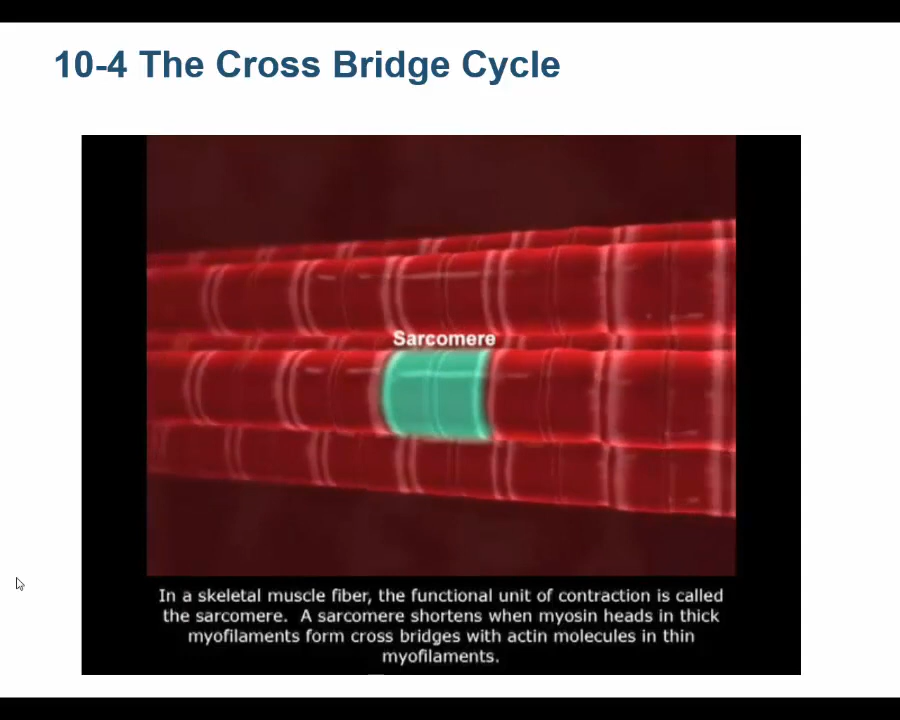 10-4 The Cross Bridge Cycle
Sarcomere
In a skeletal muscle fiber, the functional unit of contraction is called
the sarcomere.  A sarcomere shortens when myosin heads in thick
myofilaments form cross bridges with actin molecules in thin
myofilaments.